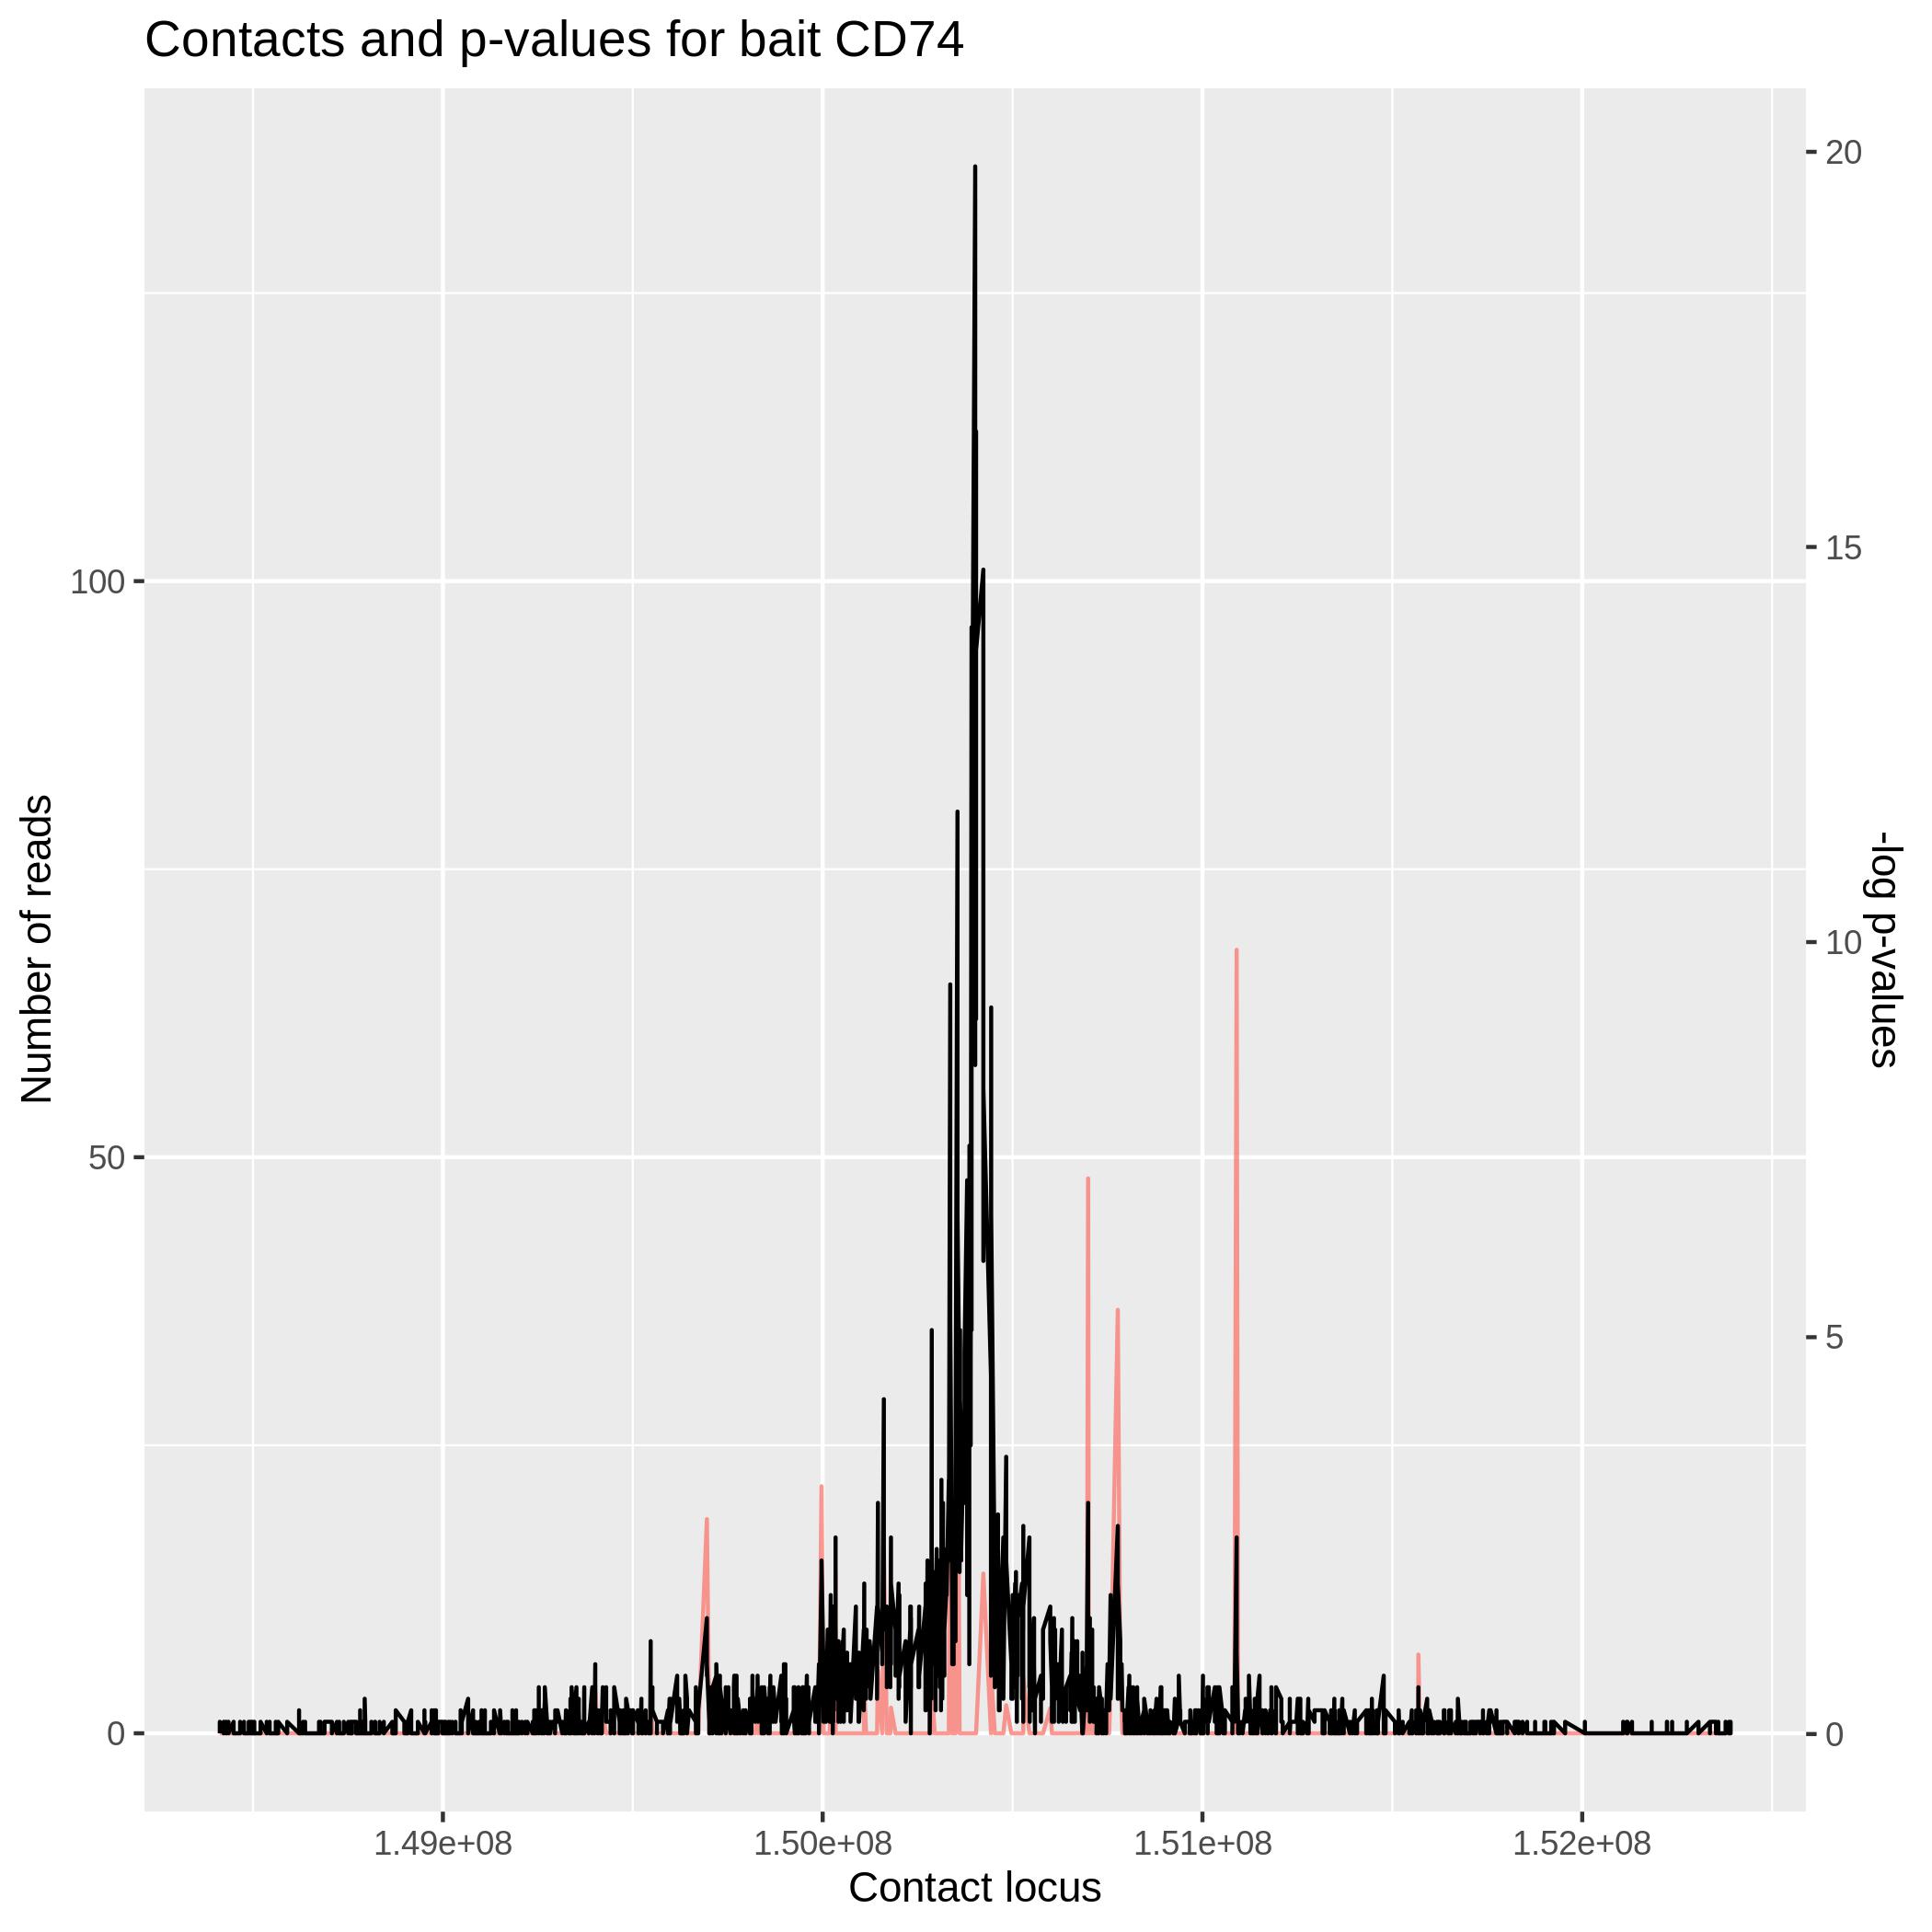 Contacts and p-values for bait CD74
20
15
100
10
50
5
0
0
Number of reads
-log p-values
1.49e+08
1.50e+08
1.51e+08
1.52e+08
Contact locus